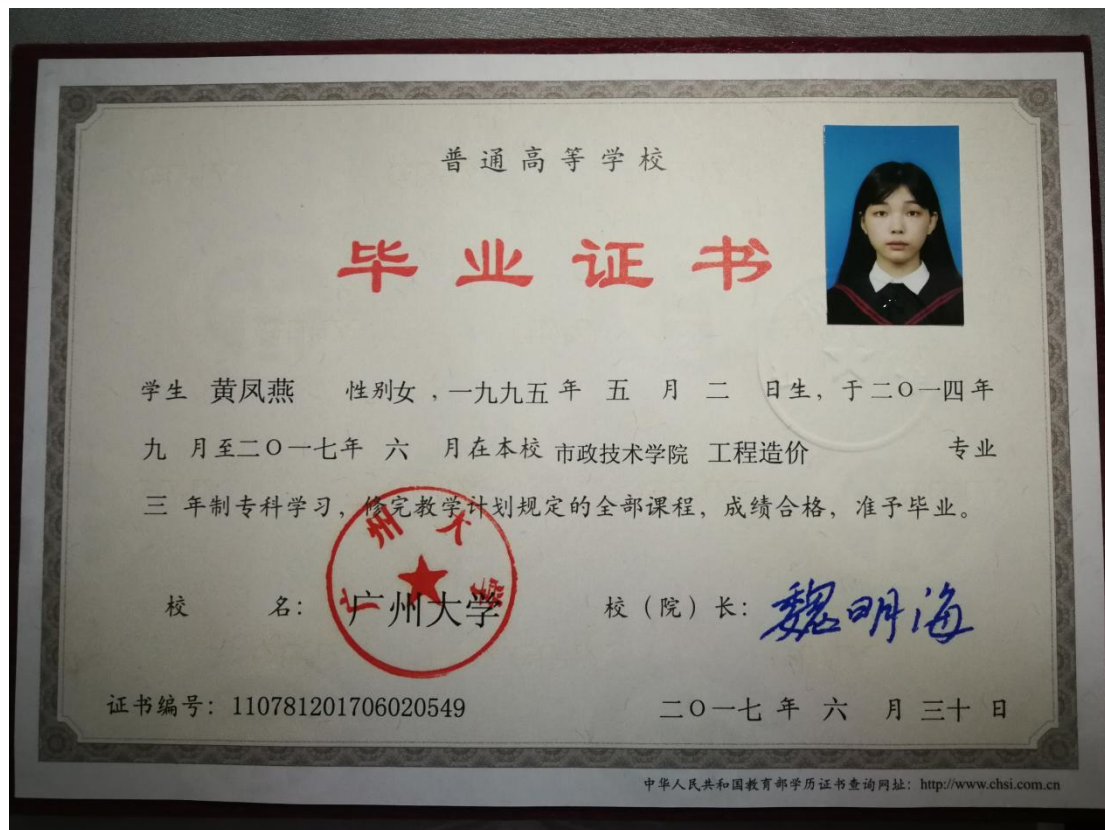 普通高等学校
毕业证书
学生 黄凤燕 性别女，一九九五年 五 月 二 日生，于二〇一四年
九 月至二〇一七年 六 月在本校 市政技术学院 工程造价 专业
三 年制专科学习，修完教学计划规定的全部课程，成绩合格，准予毕业。
广州大学
校 名： 广州大学 校（院）长： 魏明海
证书编号：110781201706020549 二〇一七 年 六 月 三十 日
中华人民共和国教育部学历证书查询网址：http://www.chsi.com.cn